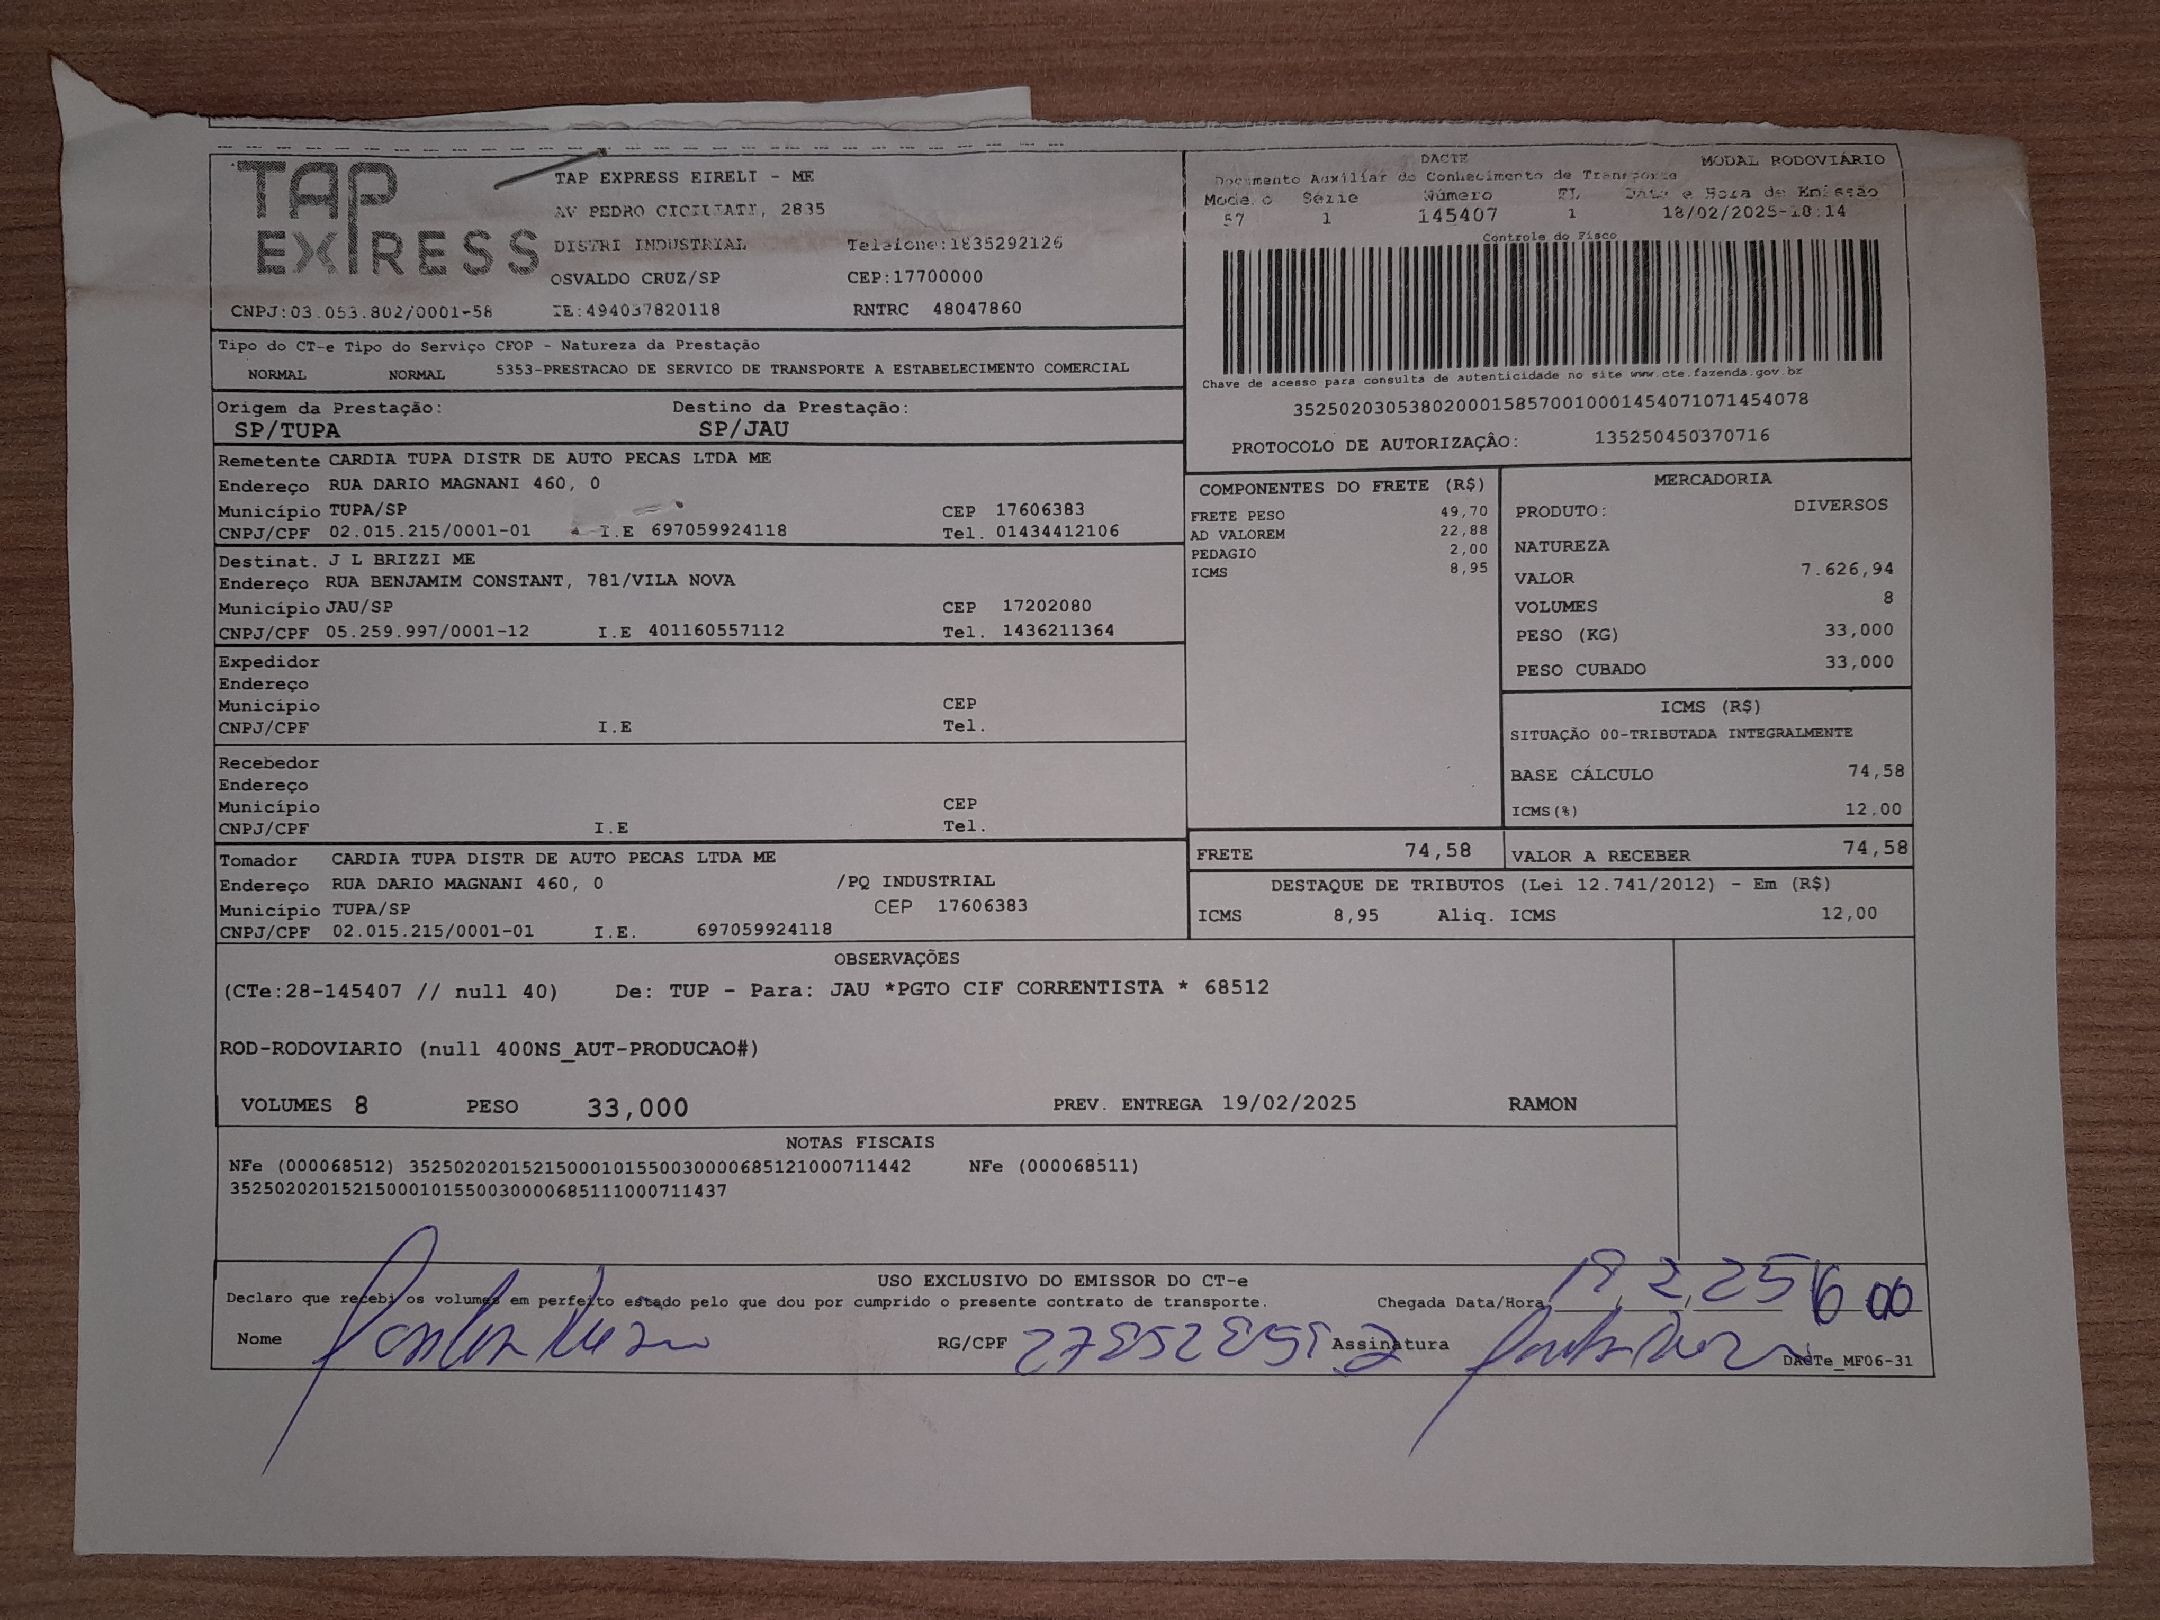 TAP EXPRESS
TAP EXPRESS EIRELI - ME
AV PEDRO CICILIATI, 2835
DISTRI INDUSTRIAL Telefone:1835292126
OSVALDO CRUZ/SP CEP:17700000
CNPJ:03.053.802/0001-58 IE:494037820118 RNTRC 48047860
DACTE MODAL RODOVIÁRIO
Documento Auxiliar do Conhecimento de Transporte
Modelo Série Número FL Data e Hora de Emissão
57 1 145407 1 18/02/2025-18:14
Controle do Fisco
Chave de acesso para consulta de autenticidade no site www.cte.fazenda.gov.br
35250203053802000158570010001454071071454078
PROTOCOLO DE AUTORIZAÇÂO: 135250450370716
Tipo do CT-e Tipo do Serviço CFOP - Natureza da Prestação
NORMAL NORMAL 5353-PRESTACAO DE SERVICO DE TRANSPORTE A ESTABELECIMENTO COMERCIAL
Origem da Prestação: Destino da Prestação:
SP/TUPA SP/JAU
Remetente CARDIA TUPA DISTR DE AUTO PECAS LTDA ME
Endereço RUA DARIO MAGNANI 460, 0
Município TUPA/SP CEP 17606383
CNPJ/CPF 02.015.215/0001-01 I.E 697059924118 Tel. 01434412106
Destinat. J L BRIZZI ME
Endereço RUA BENJAMIM CONSTANT, 781/VILA NOVA
Município JAU/SP CEP 17202080
CNPJ/CPF 05.259.997/0001-12 I.E 401160557112 Tel. 1436211364
Expedidor
Endereço
Município CEP
CNPJ/CPF I.E Tel.
Recebedor
Endereço
Município CEP
CNPJ/CPF I.E Tel.
Tomador CARDIA TUPA DISTR DE AUTO PECAS LTDA ME
Endereço RUA DARIO MAGNANI 460, 0 /PQ INDUSTRIAL
Município TUPA/SP CEP 17606383
CNPJ/CPF 02.015.215/0001-01 I.E. 697059924118
COMPONENTES DO FRETE (R$)
FRETE PESO 49,70
AD VALOREM 22,88
PEDAGIO 2,00
ICMS 8,95
MERCADORIA
PRODUTO: DIVERSOS
NATUREZA
VALOR 7.626,94
VOLUMES 8
PESO (KG) 33,000
PESO CUBADO 33,000
ICMS (R$)
SITUAÇÃO 00-TRIBUTADA INTEGRALMENTE
BASE CÁLCULO 74,58
ICMS(%) 12,00
FRETE 74,58 VALOR A RECEBER 74,58
DESTAQUE DE TRIBUTOS (Lei 12.741/2012) - Em (R$)
ICMS 8,95 Aliq. ICMS 12,00
OBSERVAÇÕES
(CTe:28-145407 // null 40) De: TUP - Para: JAU *PGTO CIF CORRENTISTA * 68512
ROD-RODOVIARIO (null 400NS_AUT-PRODUCAO#)
VOLUMES 8 PESO 33,000 PREV. ENTREGA 19/02/2025 RAMON
NOTAS FISCAIS
NFe (000068512) 35250202015215000101550030000685121000711442 NFe (000068511)
35250202015215000101550030000685111000711437
USO EXCLUSIVO DO EMISSOR DO CT-e
Declaro que recebi os volumes em perfeito estado pelo que dou por cumprido o presente contrato de transporte. Chegada Data/Hora 19 2 25 16 00
Nome RG/CPF Assinatura
DACTe_MF06-31